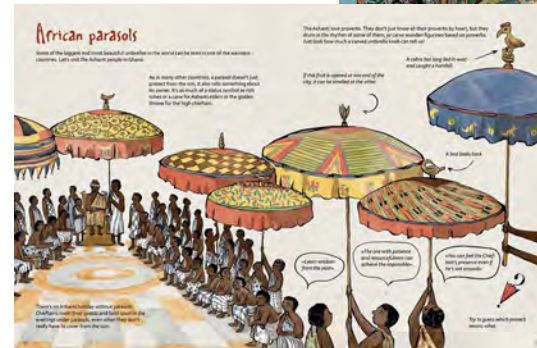 African parasols
Some of the biggest and most beautiful umbrellas in the world can be seen in one of the warmest
countries. Let's visit the Ashanti people in Ghana.
As in many other countries, a parasol doesn't just
protect from the sun, it also tells something about
its owner. It's as much of a status symbol as rich
robes or a cane for Ashanti elders or the golden
throne for the high chieftain.
The Ashanti love proverbs. They don't just know all their proverbs by heart, but they
drum in the rhythm of some of them, or carve wooden figurines based on proverbs.
Just look how much a carved umbrella knob can tell us!
If this fruit is opened at one end of the
city, it can be smelled at the other.
A cobra has long lied in wait
and caught a hornbill.
A bird looks back.
«Learn wisdom
from the past».
«The one with patience
and resourcefulness can
achieve the impossible».
«You can feel the Chief-
tain's presence even if
he's not around».
There's no Ashanti holiday without parasols.
Chieftains meet their guests and hold court in the
evenings under parasols, even when they don't
really have to cover from the sun.
Try to guess which proverb
means what.